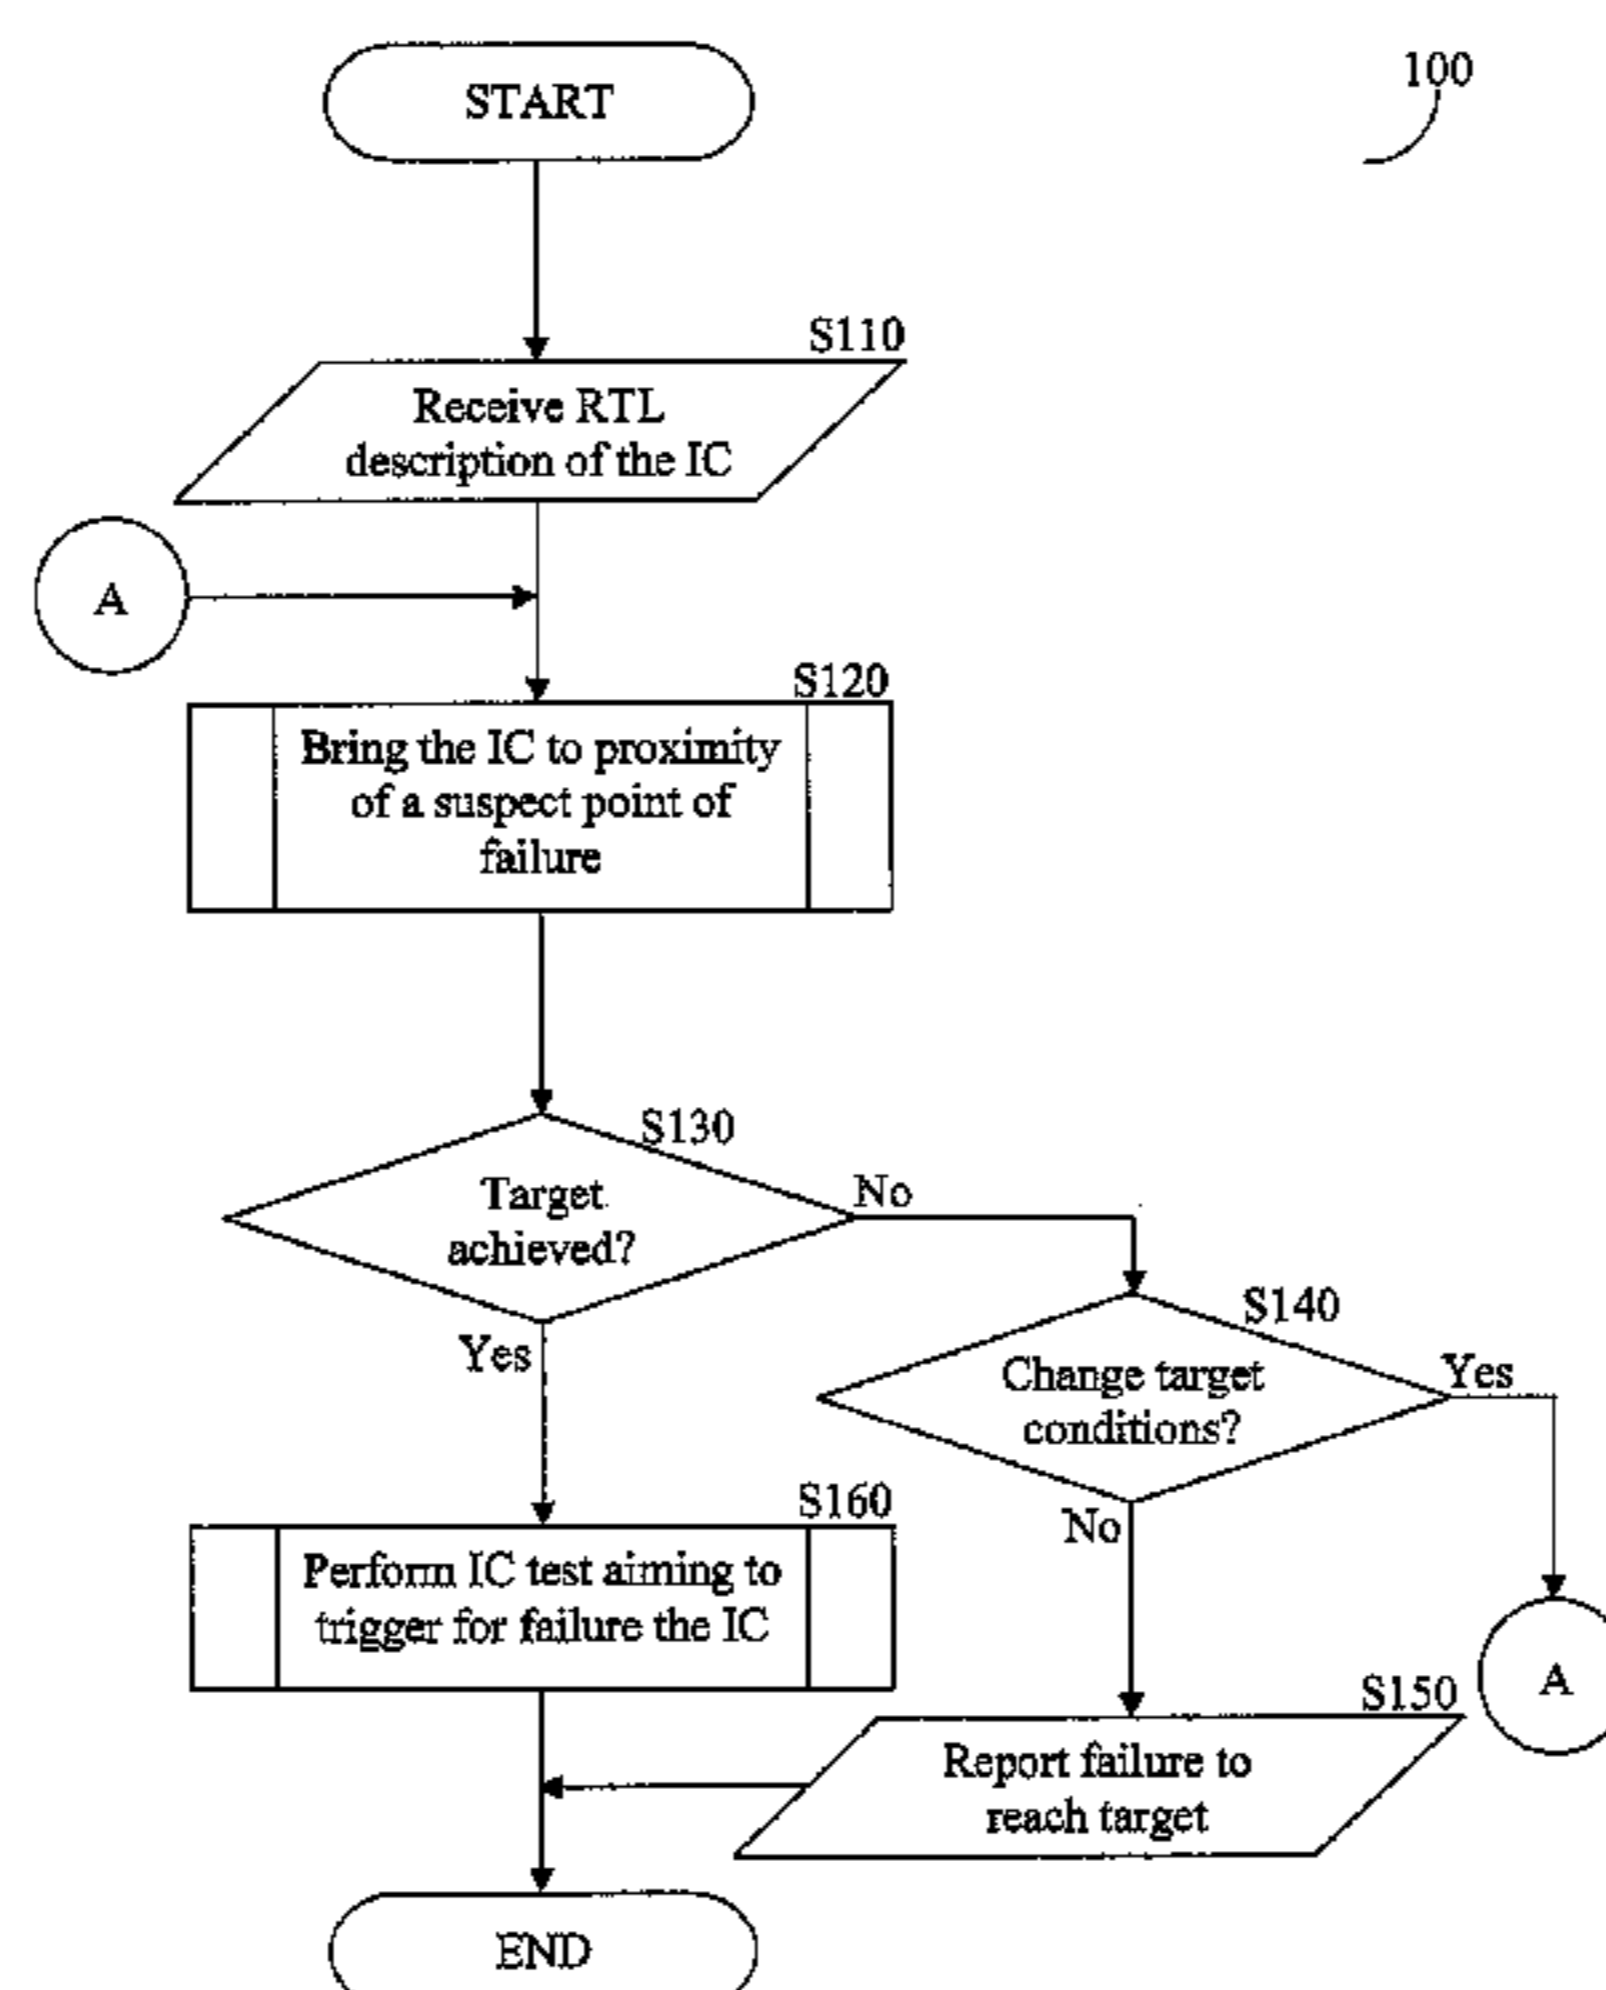 START
100
S110
Receive RTL
description of the IC
A
S120
Bring the IC to proximity
of a suspect point of
failure
S130
Target
achieved?
No
Yes
S140
Change target
conditions?
Yes
No
S160
Perform IC test aiming to
trigger for failure the IC
A
S150
Report failure to
reach target
END